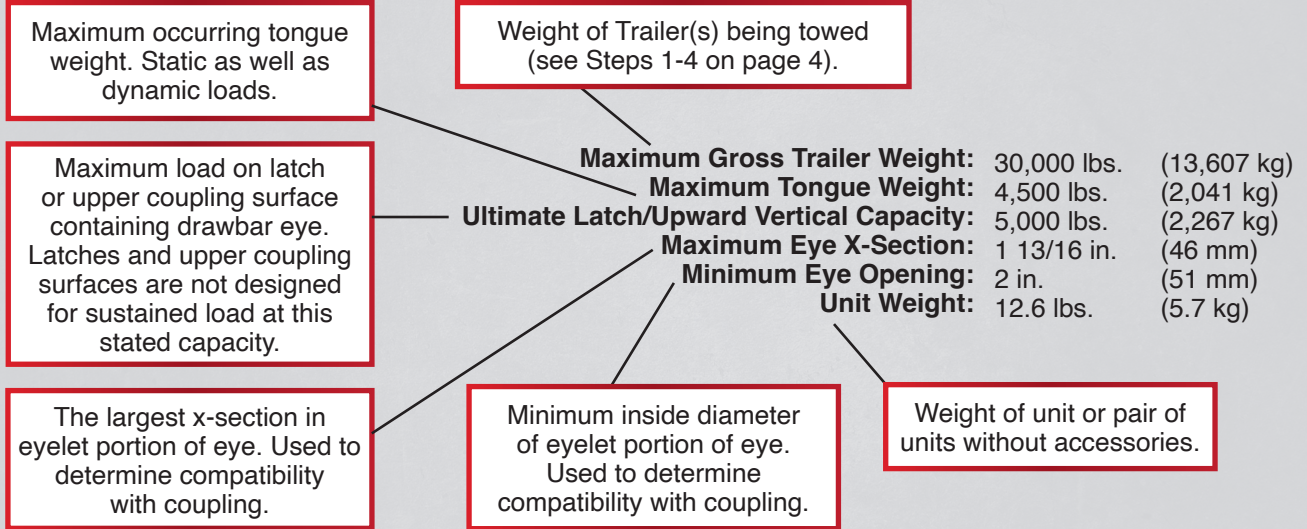 Maximum occurring tongue
weight. Static as well as
dynamic loads.
Weight of Trailer(s) being towed
(see Steps 1-4 on page 4).
Maximum load on latch
or upper coupling surface
containing drawbar eye.
Latches and upper coupling
surfaces are not designed
for sustained load at this
stated capacity.
Maximum Gross Trailer Weight: 30,000 lbs. (13,607 kg)
Maximum Tongue Weight: 4,500 lbs. (2,041 kg)
Ultimate Latch/Upward Vertical Capacity: 5,000 lbs. (2,267 kg)
Maximum Eye X-Section: 1 13/16 in. (46 mm)
Minimum Eye Opening: 2 in. (51 mm)
Unit Weight: 12.6 lbs. (5.7 kg)
The largest x-section in
eyelet portion of eye. Used to
determine compatibility
with coupling.
Minimum inside diameter
of eyelet portion of eye.
Used to determine
compatibility with coupling.
Weight of unit or pair of
units without accessories.